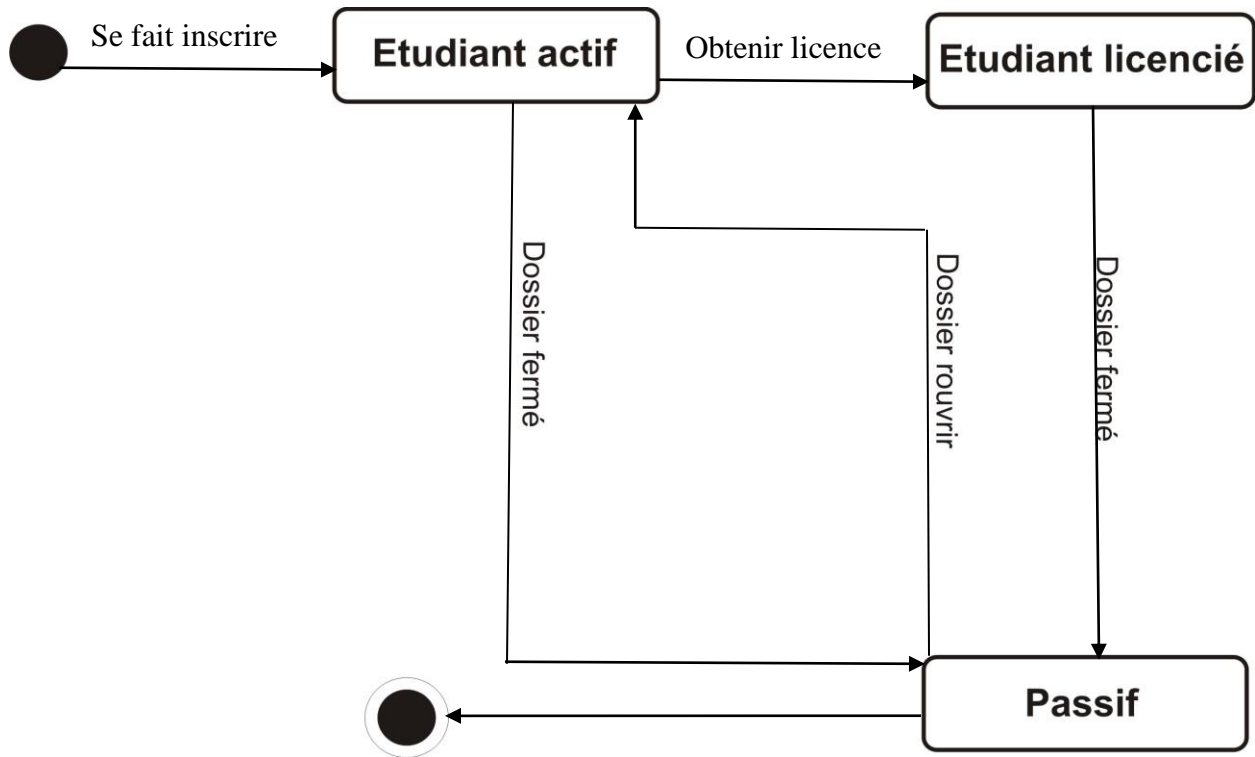 Se fait inscrire
Etudiant actif
Obtenir licence
Etudiant licencié
Dossier fermé
Dossier rouvrir
Dossier fermé
Passif